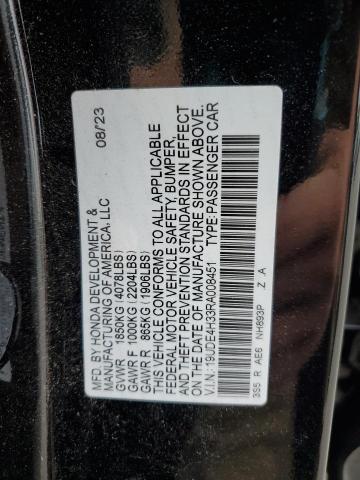 MFD. BY HONDA DEVELOPMENT & 08/23
MANUFACTURING OF AMERICA, LLC
GVWR 1850KG (4078LBS)
GAWR F 1000KG (2204LBS)
GAWR R 865KG (1906LBS)
THIS VEHICLE CONFORMS TO ALL APPLICABLE
FEDERAL MOTOR VEHICLE SAFETY, BUMPER,
AND THEFT PREVENTION STANDARDS IN EFFECT
ON THE DATE OF MANUFACTURE SHOWN ABOVE.
V.I.N.: 19UDE4H33RA008451 TYPE: PASSENGER CAR
3S5 R AE6 NH893P Z A